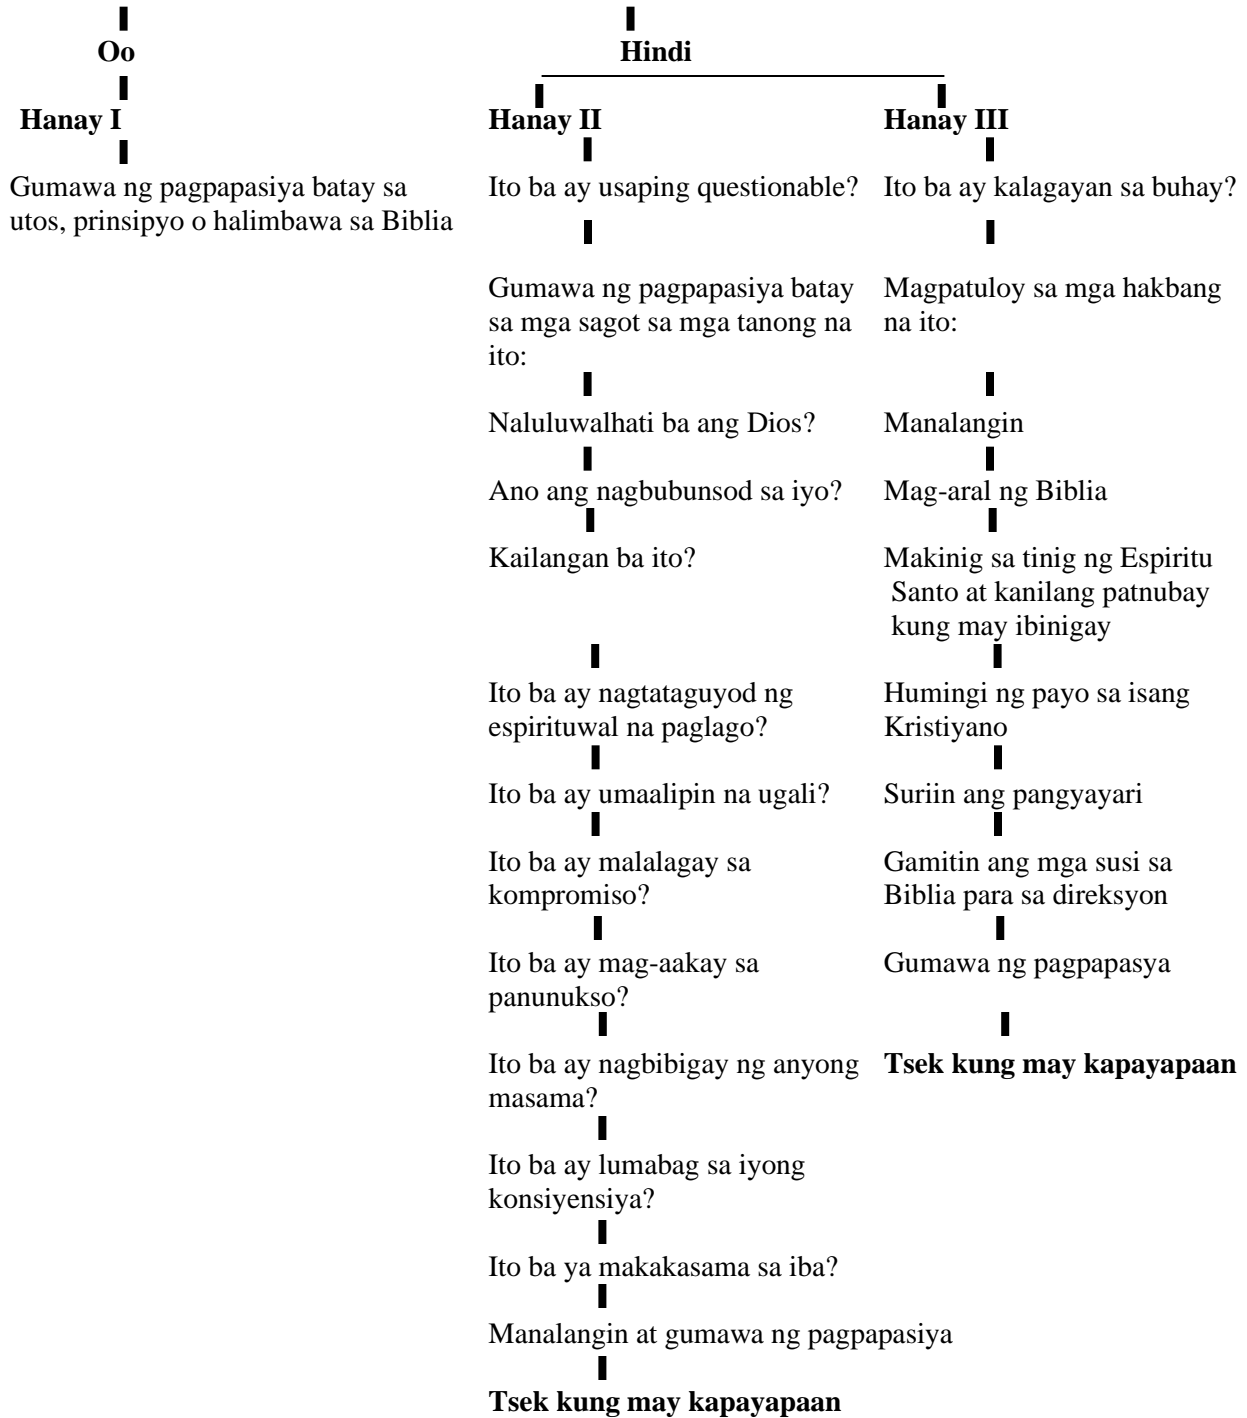 Oo
Hindi
Hanay I
Hanay II
Hanay III
Gumawa ng pagpapasiya batay sa
utos, prinsipyo o halimbawa sa Biblia
Ito ba ay usaping questionable?
Gumawa ng pagpapasiya batay
sa mga sagot sa mga tanong na
ito:
Naluluwalhati ba ang Dios?
Ano ang nagbubunsod sa iyo?
Kailangan ba ito?
Ito ba ay nagtataguyod ng
espirituwal na paglago?
Ito ba ay umaalipin na ugali?
Ito ba ay malalagay sa
kompromiso?
Ito ba ay mag-aakay sa
panunukso?
Ito ba ay nagbibigay ng anyong
masama?
Ito ba ay lumabag sa iyong
konsiyensiya?
Ito ba ya makakasama sa iba?
Manalangin at gumawa ng pagpapasiya
Tsek kung may kapayapaan
Ito ba ay kalagayan sa buhay?
Magpatuloy sa mga hakbang
na ito:
Manalangin
Mag-aral ng Biblia
Makinig sa tinig ng Espiritu
Santo at kanilang patnubay
kung may ibinigay
Humingi ng payo sa isang
Kristiyano
Suriin ang pangyayari
Gamitin ang mga susi sa
Biblia para sa direksyon
Gumawa ng pagpapasya
Tsek kung may kapayapaan